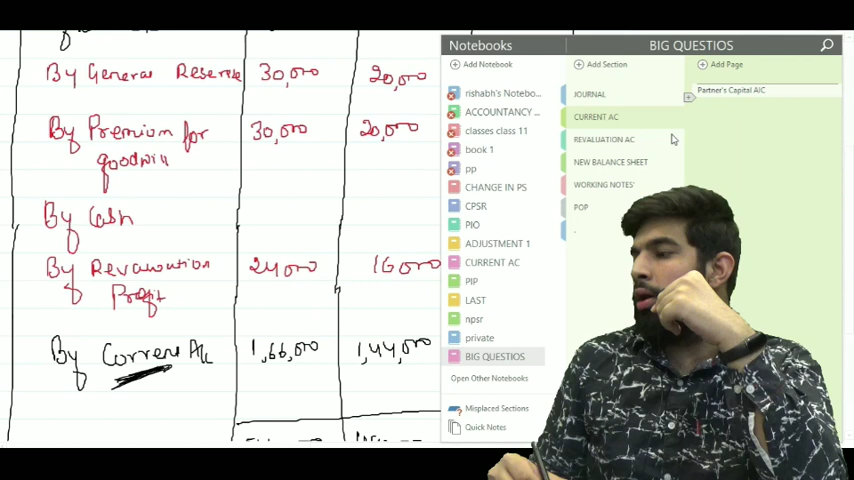 By General Reserve 30,000 20,000
By Premium for goodwill 30,000 20,000
By Cash
By Revaluation Profit 24000 16000
By Current A/c 1,66,000 1,44,000
Notebooks
Add Notebook
rishabh's Notebo...
ACCOUNTANCY ...
classes class 11
book 1
pp
CHANGE IN PS
CPSR
PIO
ADJUSTMENT 1
CURRENT AC
PIP
LAST
npsr
private
BIG QUESTIOS
Open Other Notebooks
Misplaced Sections
Quick Notes
BIG QUESTIOS
Add Section
JOURNAL
CURRENT AC
REVALUATION AC
NEW BALANCE SHEET
WORKING NOTES'
POP
.
Add Page
Partner's Capital A\C